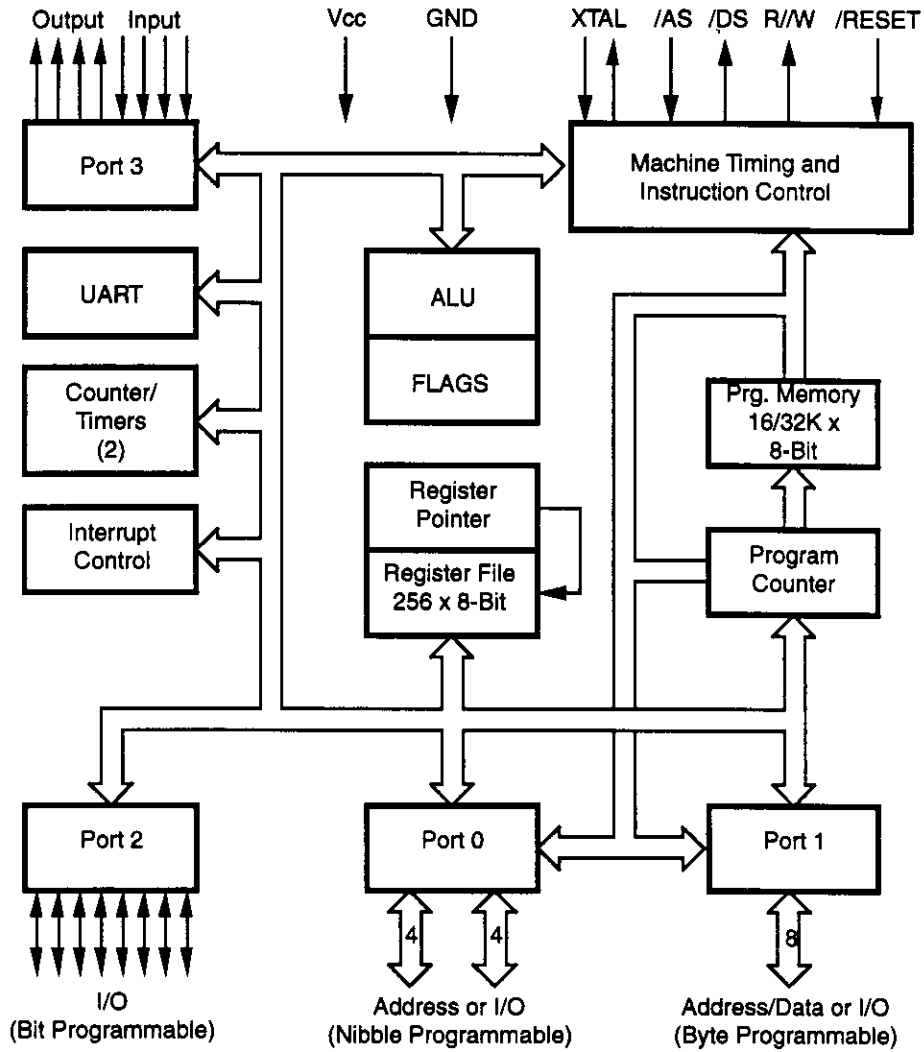 Output Input Vcc GND XTAL /AS /DS R//W /RESET
Port 3
Machine Timing and
Instruction Control
UART
ALU
FLAGS
Counter/
Timers
(2)
Prg. Memory
16/32K x
8-Bit
Interrupt
Control
Register
Pointer
Register File
256 x 8-Bit
Program
Counter
Port 2
Port 0
Port 1
4 4 8
I/O
(Bit Programmable)
Address or I/O
(Nibble Programmable)
Address/Data or I/O
(Byte Programmable)